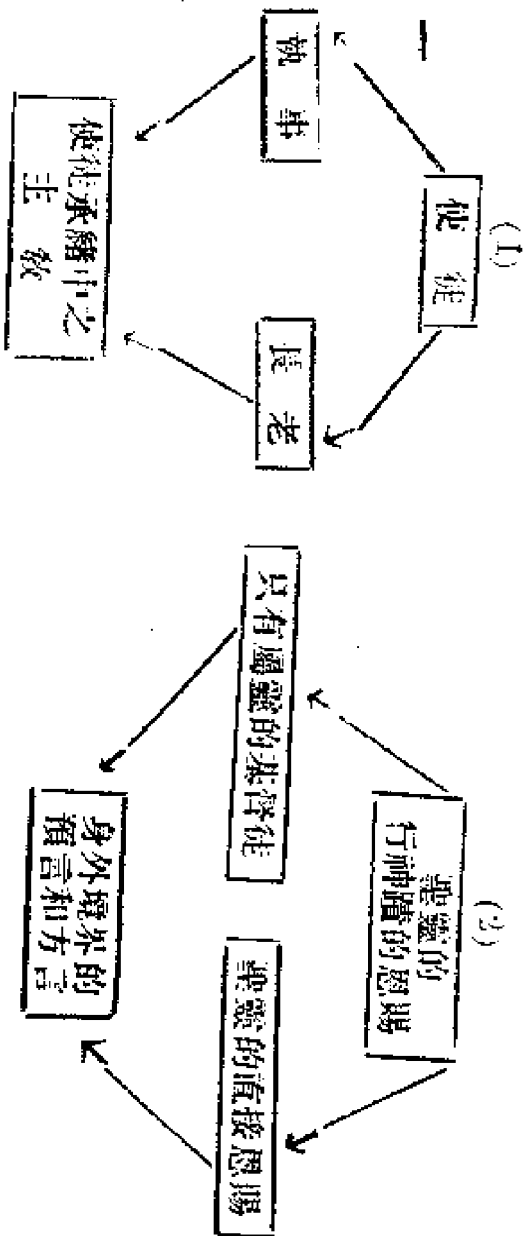 (1)
使徒
執事
長老
使徒承緒中之
主教
(2)
聖靈的
行神蹟的恩賜
只有屬靈的基督徒
聖靈的直接恩賜
身外境外的
預言和方言